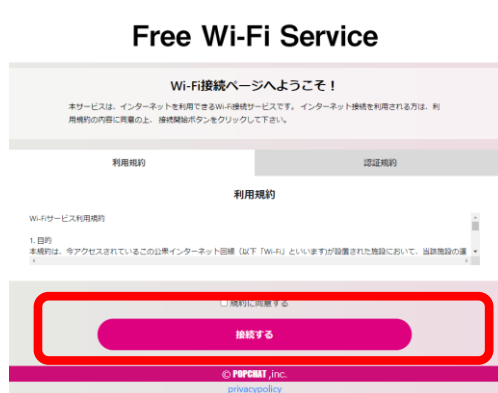 Free Wi-Fi Service
Wi-Fi接続ページへようこそ！
本サービスは、インターネットを利用できるWi-Fi接続サービスです。 インターネット接続を利用される方は、利
用規約の内容に同意の上、 接続開始ボタンをクリックして下さい。
利用規約
認証規約
利用規約
Wi-Fiサービス利用規約
1. 目的
本規約は、今アクセスされているこの公衆インターネット回線（以下「Wi-Fi」といいます)が設置された施設において、当該施設の運
規約に同意する
接続する
© POPCHAT ,inc.
privacypolicy